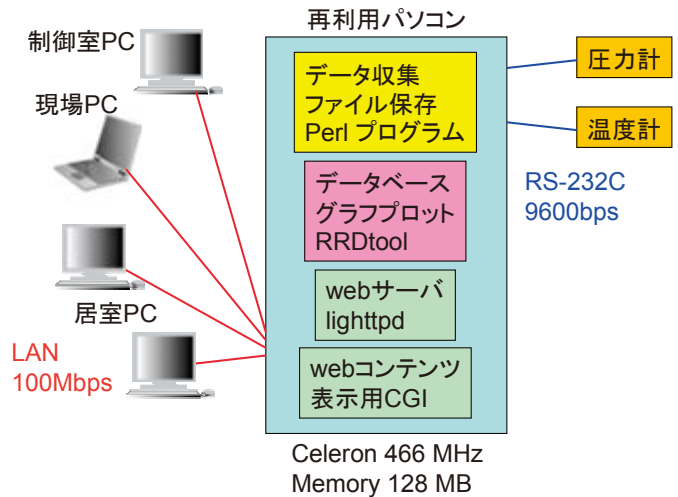 再利用パソコン
制御室PC
現場PC
居室PC
LAN
100Mbps
データ収集
ファイル保存
Perl プログラム
データベース
グラフプロット
RRDtool
webサーバ
lighttpd
webコンテンツ
表示用CGI
Celeron 466 MHz
Memory 128 MB
圧力計
温度計
RS-232C
9600bps